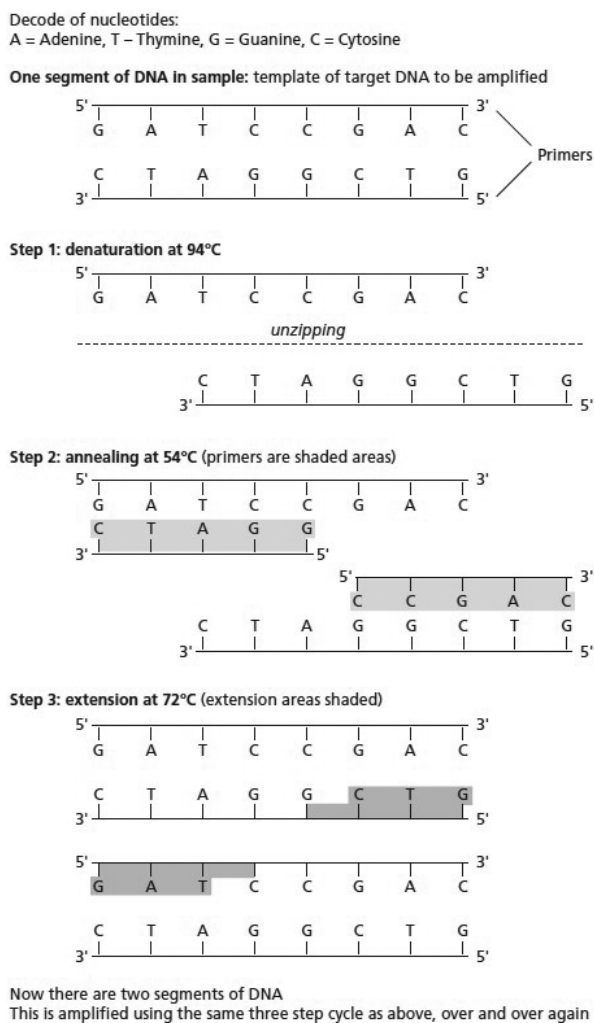 Decode of nucleotides:
A = Adenine, T – Thymine, G = Guanine, C = Cytosine
One segment of DNA in sample: template of target DNA to be amplified
5' 3'
G A T C C G A C
Primers
C T A G G C T G
3' 5'
Step 1: denaturation at 94°C
5' 3'
G A T C C G A C
unzipping
C T A G G C T G
3' 5'
Step 2: annealing at 54°C (primers are shaded areas)
5' 3'
G A T C C G A C
C T A G G
3' 5'
5' 3'
C C G A C
C T A G G C T G
3' 5'
Step 3: extension at 72°C (extension areas shaded)
5' 3'
G A T C C G A C
C T A G G C T G
3' 5'
5' 3'
G A T C C G A C
C T A G G C T G
3' 5'
Now there are two segments of DNA
This is amplified using the same three step cycle as above, over and over again